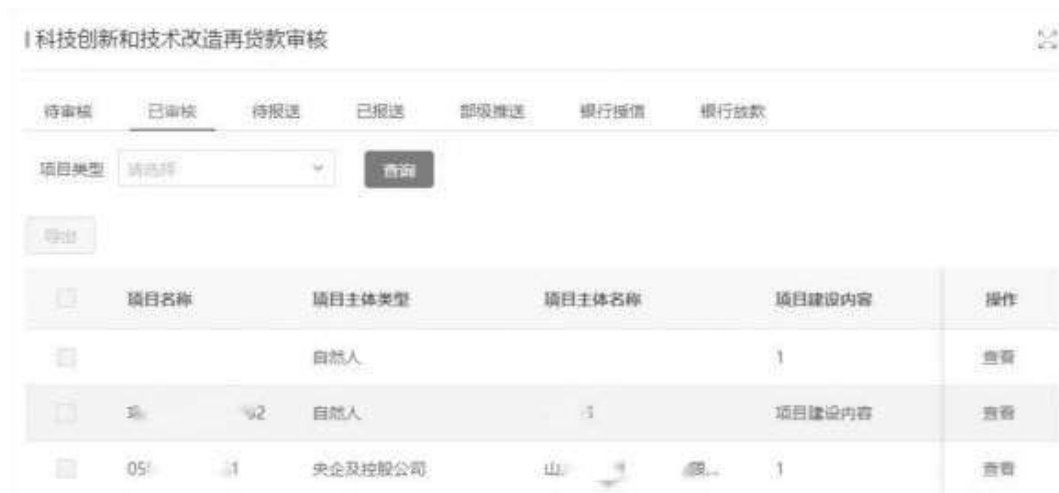 科技创新和技术改造再贷款审核
待审核 已审核 待报送 已报送 部级推送 银行授信 银行放款
项目类型 请选择 查询
导出
项目名称 项目主体类型 项目主体名称 项目建设内容 操作
自然人 1 查看
自然人 项目建设内容 查看
央企及控股公司 1 查看